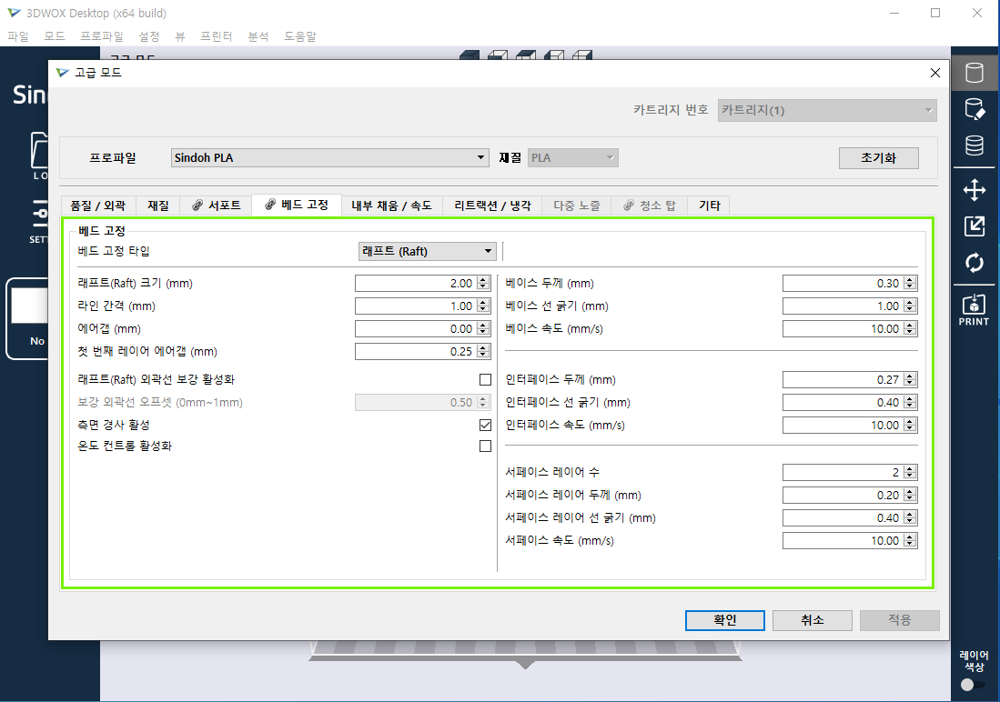 3DWOX Desktop (x64 build)
파일 모드 프로파일 설정 뷰 프린터 분석 도움말
고급 모드
카트리지 번호 카트리지(1)
프로파일 Sindoh PLA 재질 PLA 초기화
품질 / 외곽 재질 서포트 베드 고정 내부 채움 / 속도 리트랙션 / 냉각 다중 노즐 청소 탑 기타
베드 고정
베드 고정 타입 래프트 (Raft)
래프트(Raft) 크기 (mm) 2.00
라인 간격 (mm) 1.00
에어갭 (mm) 0.00
첫 번째 레이어 에어갭 (mm) 0.25
래프트(Raft) 외곽선 보강 활성화
보강 외곽선 오프셋 (0mm~1mm) 0.50
측면 경사 활성
온도 컨트롤 활성화
베이스 두께 (mm) 0.30
베이스 선 굵기 (mm) 1.00
베이스 속도 (mm/s) 10.00
인터페이스 두께 (mm) 0.27
인터페이스 선 굵기 (mm) 0.40
인터페이스 속도 (mm/s) 10.00
서페이스 레이어 수 2
서페이스 레이어 두께 (mm) 0.20
서페이스 레이어 선 굵기 (mm) 0.40
서페이스 속도 (mm/s) 10.00
확인 취소 적용
No
PRINT
레이어
색상